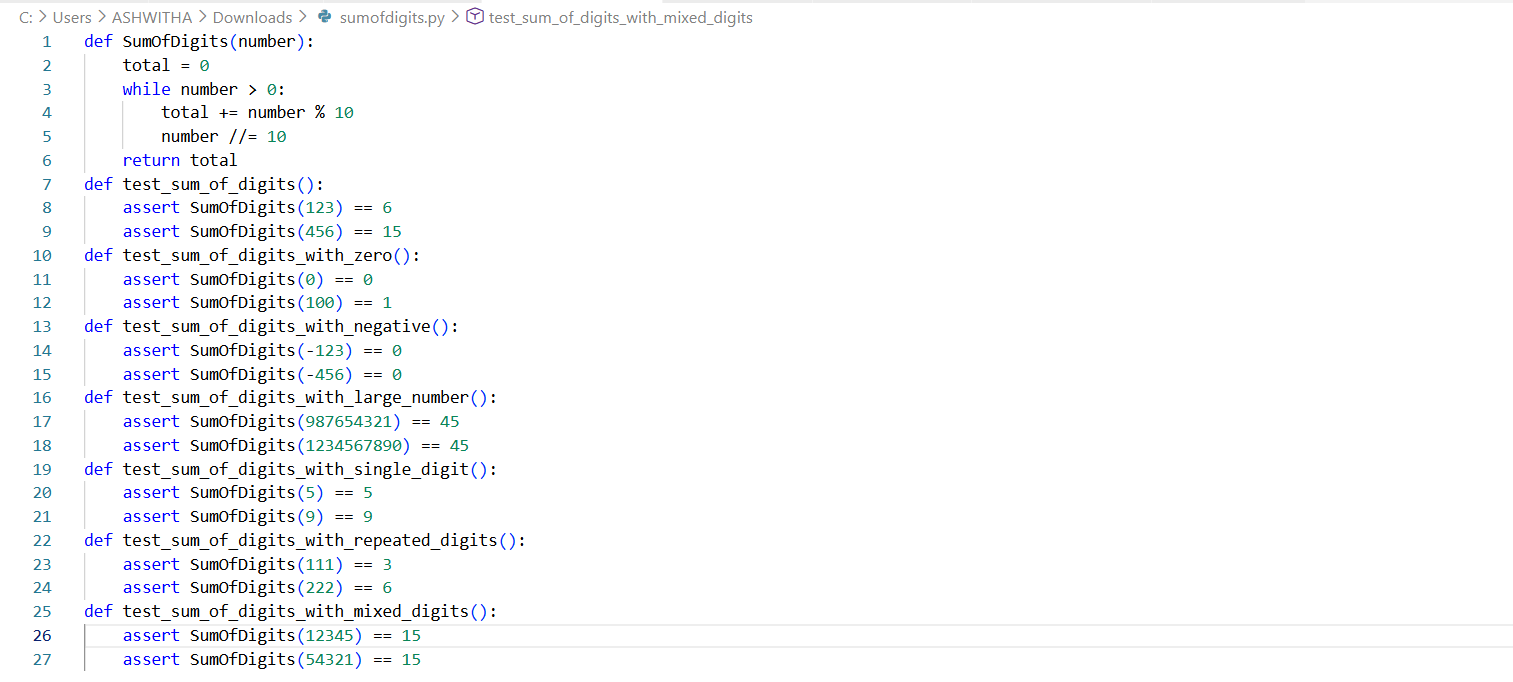 C: > Users > ASHWITHA > Downloads > sumofdigits.py > test_sum_of_digits_with_mixed_digits
1 def SumOfDigits(number):
2     total = 0
3     while number > 0:
4         total += number % 10
5         number //= 10
6     return total
7 def test_sum_of_digits():
8     assert SumOfDigits(123) == 6
9     assert SumOfDigits(456) == 15
10 def test_sum_of_digits_with_zero():
11     assert SumOfDigits(0) == 0
12     assert SumOfDigits(100) == 1
13 def test_sum_of_digits_with_negative():
14     assert SumOfDigits(-123) == 0
15     assert SumOfDigits(-456) == 0
16 def test_sum_of_digits_with_large_number():
17     assert SumOfDigits(987654321) == 45
18     assert SumOfDigits(1234567890) == 45
19 def test_sum_of_digits_with_single_digit():
20     assert SumOfDigits(5) == 5
21     assert SumOfDigits(9) == 9
22 def test_sum_of_digits_with_repeated_digits():
23     assert SumOfDigits(111) == 3
24     assert SumOfDigits(222) == 6
25 def test_sum_of_digits_with_mixed_digits():
26     assert SumOfDigits(12345) == 15
27     assert SumOfDigits(54321) == 15